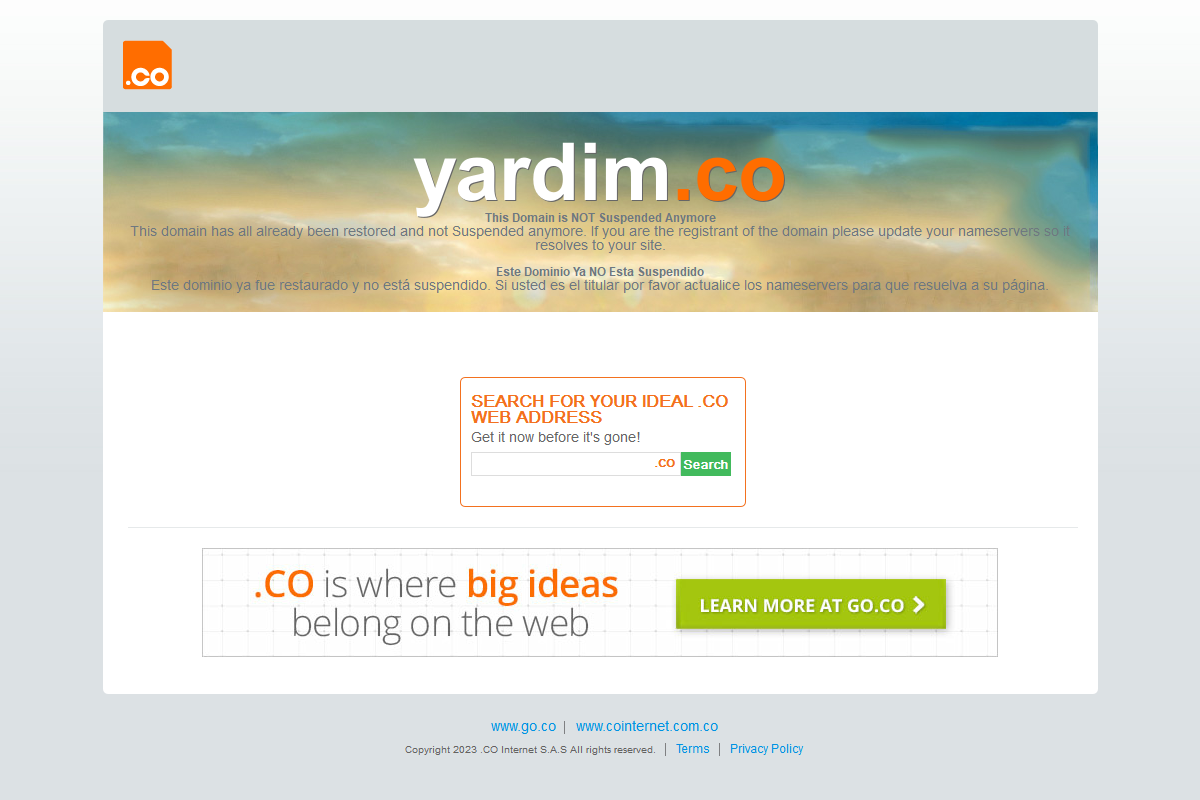 .co
yardim.co
This Domain is NOT Suspended Anymore
This domain has all already been restored and not Suspended anymore. If you are the registrant of the domain please update your nameservers so it
resolves to your site.
Este Dominio Ya NO Esta Suspendido
Este dominio ya fue restaurado y no está suspendido. Si usted es el titular por favor actualice los nameservers para que resuelva a su página.
SEARCH FOR YOUR IDEAL .CO
WEB ADDRESS
Get it now before it's gone!
.CO Search
.CO is where big ideas
belong on the web
LEARN MORE AT GO.CO
www.go.co | www.cointernet.com.co
Copyright 2023 .CO Internet S.A.S All rights reserved. | Terms | Privacy Policy